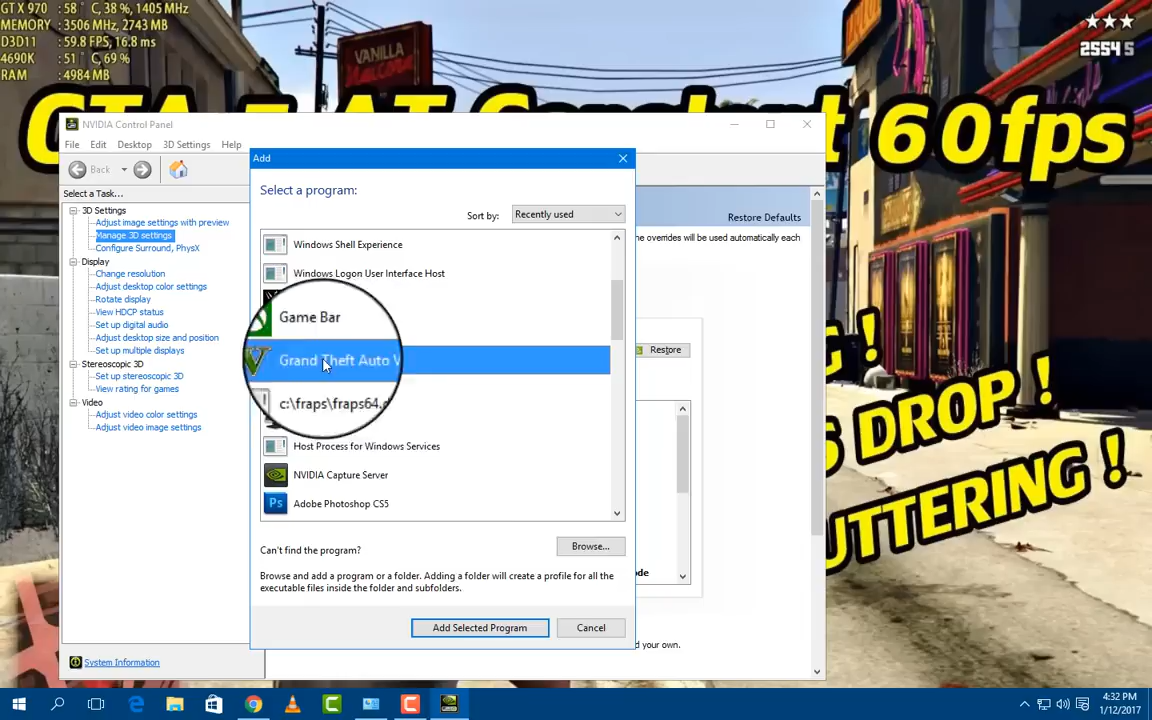 GTX 970 : 58° C, 38 %, 1405 MHz
MEMORY : 3506 MHz, 2743 MB
D3D11 : 59.8 FPS, 16.8 ms
4690K : 51° C, 69 %
RAM : 4984 MB
VANILLA
25545
60fps
DROP !
UTTERING !
NVIDIA Control Panel
File Edit Desktop 3D Settings Help
Back
Select a Task...
3D Settings
Adjust image settings with preview
Manage 3D settings
Configure Surround, PhysX
Display
Change resolution
Adjust desktop color settings
Rotate display
View HDCP status
Set up digital audio
Adjust desktop size and position
Set up multiple displays
Stereoscopic 3D
Set up stereoscopic 3D
View rating for games
Video
Adjust video color settings
Adjust video image settings
System Information
Add
Select a program:
Sort by: Recently used
Windows Shell Experience
Windows Logon User Interface Host
Game Bar
Grand Theft Auto V
c:\fraps\fraps64.d
Host Process for Windows Services
NVIDIA Capture Server
Adobe Photoshop CS5
Can't find the program?
Browse...
Browse and add a program or a folder. Adding a folder will create a profile for all the
executable files inside the folder and subfolders.
Add Selected Program
Cancel
Restore Defaults
e overrides will be used automatically each
Restore
de
d your own.
4:32 PM
1/12/2017